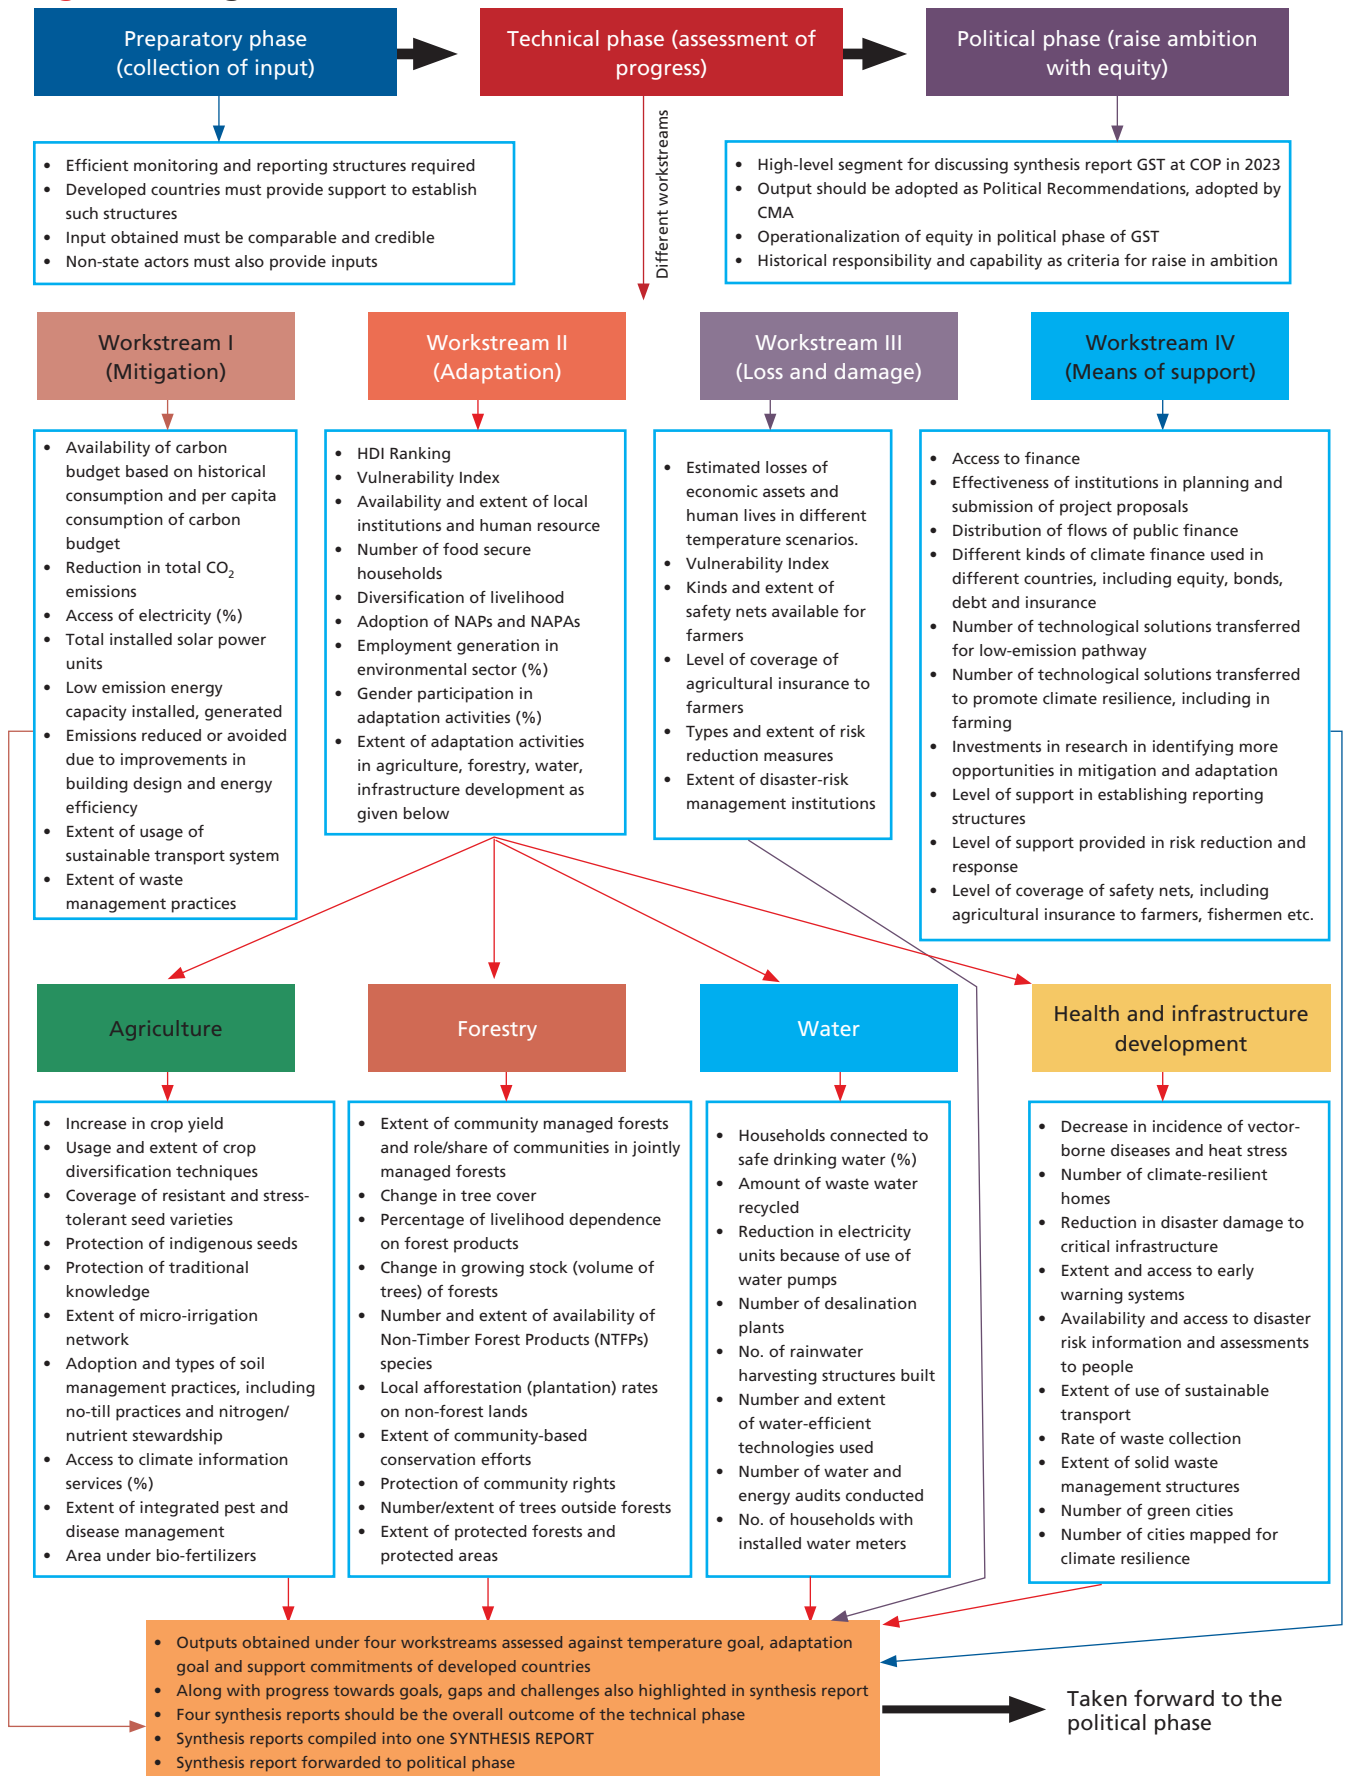 Preparatory phase
(collection of input)
Technical phase (assessment of
progress)
Political phase (raise ambition
with equity)
• Efficient monitoring and reporting structures required
• Developed countries must provide support to establish
such structures
• Input obtained must be comparable and credible
• Non-state actors must also provide inputs
Different workstreams
• High-level segment for discussing synthesis report GST at COP in 2023
• Output should be adopted as Political Recommendations, adopted by
CMA
• Operationalization of equity in political phase of GST
• Historical responsibility and capability as criteria for raise in ambition
Workstream I
(Mitigation)
Workstream II
(Adaptation)
Workstream III
(Loss and damage)
Workstream IV
(Means of support)
• Availability of carbon
budget based on historical
consumption and per capita
consumption of carbon
budget
• Reduction in total CO₂
emissions
• Access of electricity (%)
• Total installed solar power
units
• Low emission energy
capacity installed, generated
• Emissions reduced or avoided
due to improvements in
building design and energy
efficiency
• Extent of usage of
sustainable transport system
• Extent of waste
management practices
• HDI Ranking
• Vulnerability Index
• Availability and extent of local
institutions and human resource
• Number of food secure
households
• Diversification of livelihood
• Adoption of NAPs and NAPAs
• Employment generation in
environmental sector (%)
• Gender participation in
adaptation activities (%)
• Extent of adaptation activities
in agriculture, forestry, water,
infrastructure development as
given below
• Estimated losses of
economic assets and
human lives in different
temperature scenarios.
• Vulnerability Index
• Kinds and extent of
safety nets available for
farmers
• Level of coverage of
agricultural insurance to
farmers
• Types and extent of risk
reduction measures
• Extent of disaster-risk
management institutions
• Access to finance
• Effectiveness of institutions in planning and
submission of project proposals
• Distribution of flows of public finance
• Different kinds of climate finance used in
different countries, including equity, bonds,
debt and insurance
• Number of technological solutions transferred
for low-emission pathway
• Number of technological solutions transferred
to promote climate resilience, including in
farming
• Investments in research in identifying more
opportunities in mitigation and adaptation
• Level of support in establishing reporting
structures
• Level of support provided in risk reduction and
response
• Level of coverage of safety nets, including
agricultural insurance to farmers, fishermen etc.
Agriculture
Forestry
Water
Health and infrastructure
development
• Increase in crop yield
• Usage and extent of crop
diversification techniques
• Coverage of resistant and stress-
tolerant seed varieties
• Protection of indigenous seeds
• Protection of traditional
knowledge
• Extent of micro-irrigation
network
• Adoption and types of soil
management practices, including
no-till practices and nitrogen/
nutrient stewardship
• Access to climate information
services (%)
• Extent of integrated pest and
disease management
• Area under bio-fertilizers
• Extent of community managed forests
and role/share of communities in jointly
managed forests
• Change in tree cover
• Percentage of livelihood dependence
on forest products
• Change in growing stock (volume of
trees) of forests
• Number and extent of availability of
Non-Timber Forest Products (NTFPs)
species
• Local afforestation (plantation) rates
on non-forest lands
• Extent of community-based
conservation efforts
• Protection of community rights
• Number/extent of trees outside forests
• Extent of protected forests and
protected areas
• Households connected to
safe drinking water (%)
• Amount of waste water
recycled
• Reduction in electricity
units because of use of
water pumps
• Number of desalination
plants
• No. of rainwater
harvesting structures built
• Number and extent
of water-efficient
technologies used
• Number of water and
energy audits conducted
• No. of households with
installed water meters
• Decrease in incidence of vector-
borne diseases and heat stress
• Number of climate-resilient
homes
• Reduction in disaster damage to
critical infrastructure
• Extent and access to early
warning systems
• Availability and access to disaster
risk information and assessments
to people
• Extent of use of sustainable
transport
• Rate of waste collection
• Extent of solid waste
management structures
• Number of green cities
• Number of cities mapped for
climate resilience
• Outputs obtained under four workstreams assessed against temperature goal, adaptation
goal and support commitments of developed countries
• Along with progress towards goals, gaps and challenges also highlighted in synthesis report
• Four synthesis reports should be the overall outcome of the technical phase
• Synthesis reports compiled into one SYNTHESIS REPORT
• Synthesis report forwarded to political phase
Taken forward to the
political phase